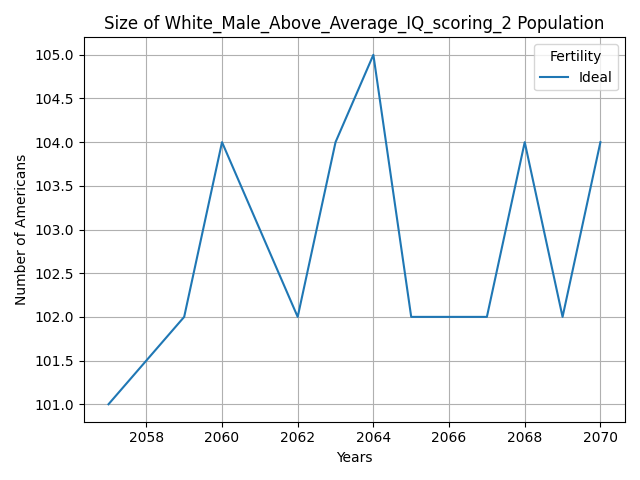 Size of White_Male_Above_Average_IQ_scoring_2 Population
Fertility
Ideal
105.0
104.5
104.0
103.5
103.0
102.5
102.0
101.5
101.0
Number of Americans
2058 2060 2062 2064 2066 2068 2070
Years